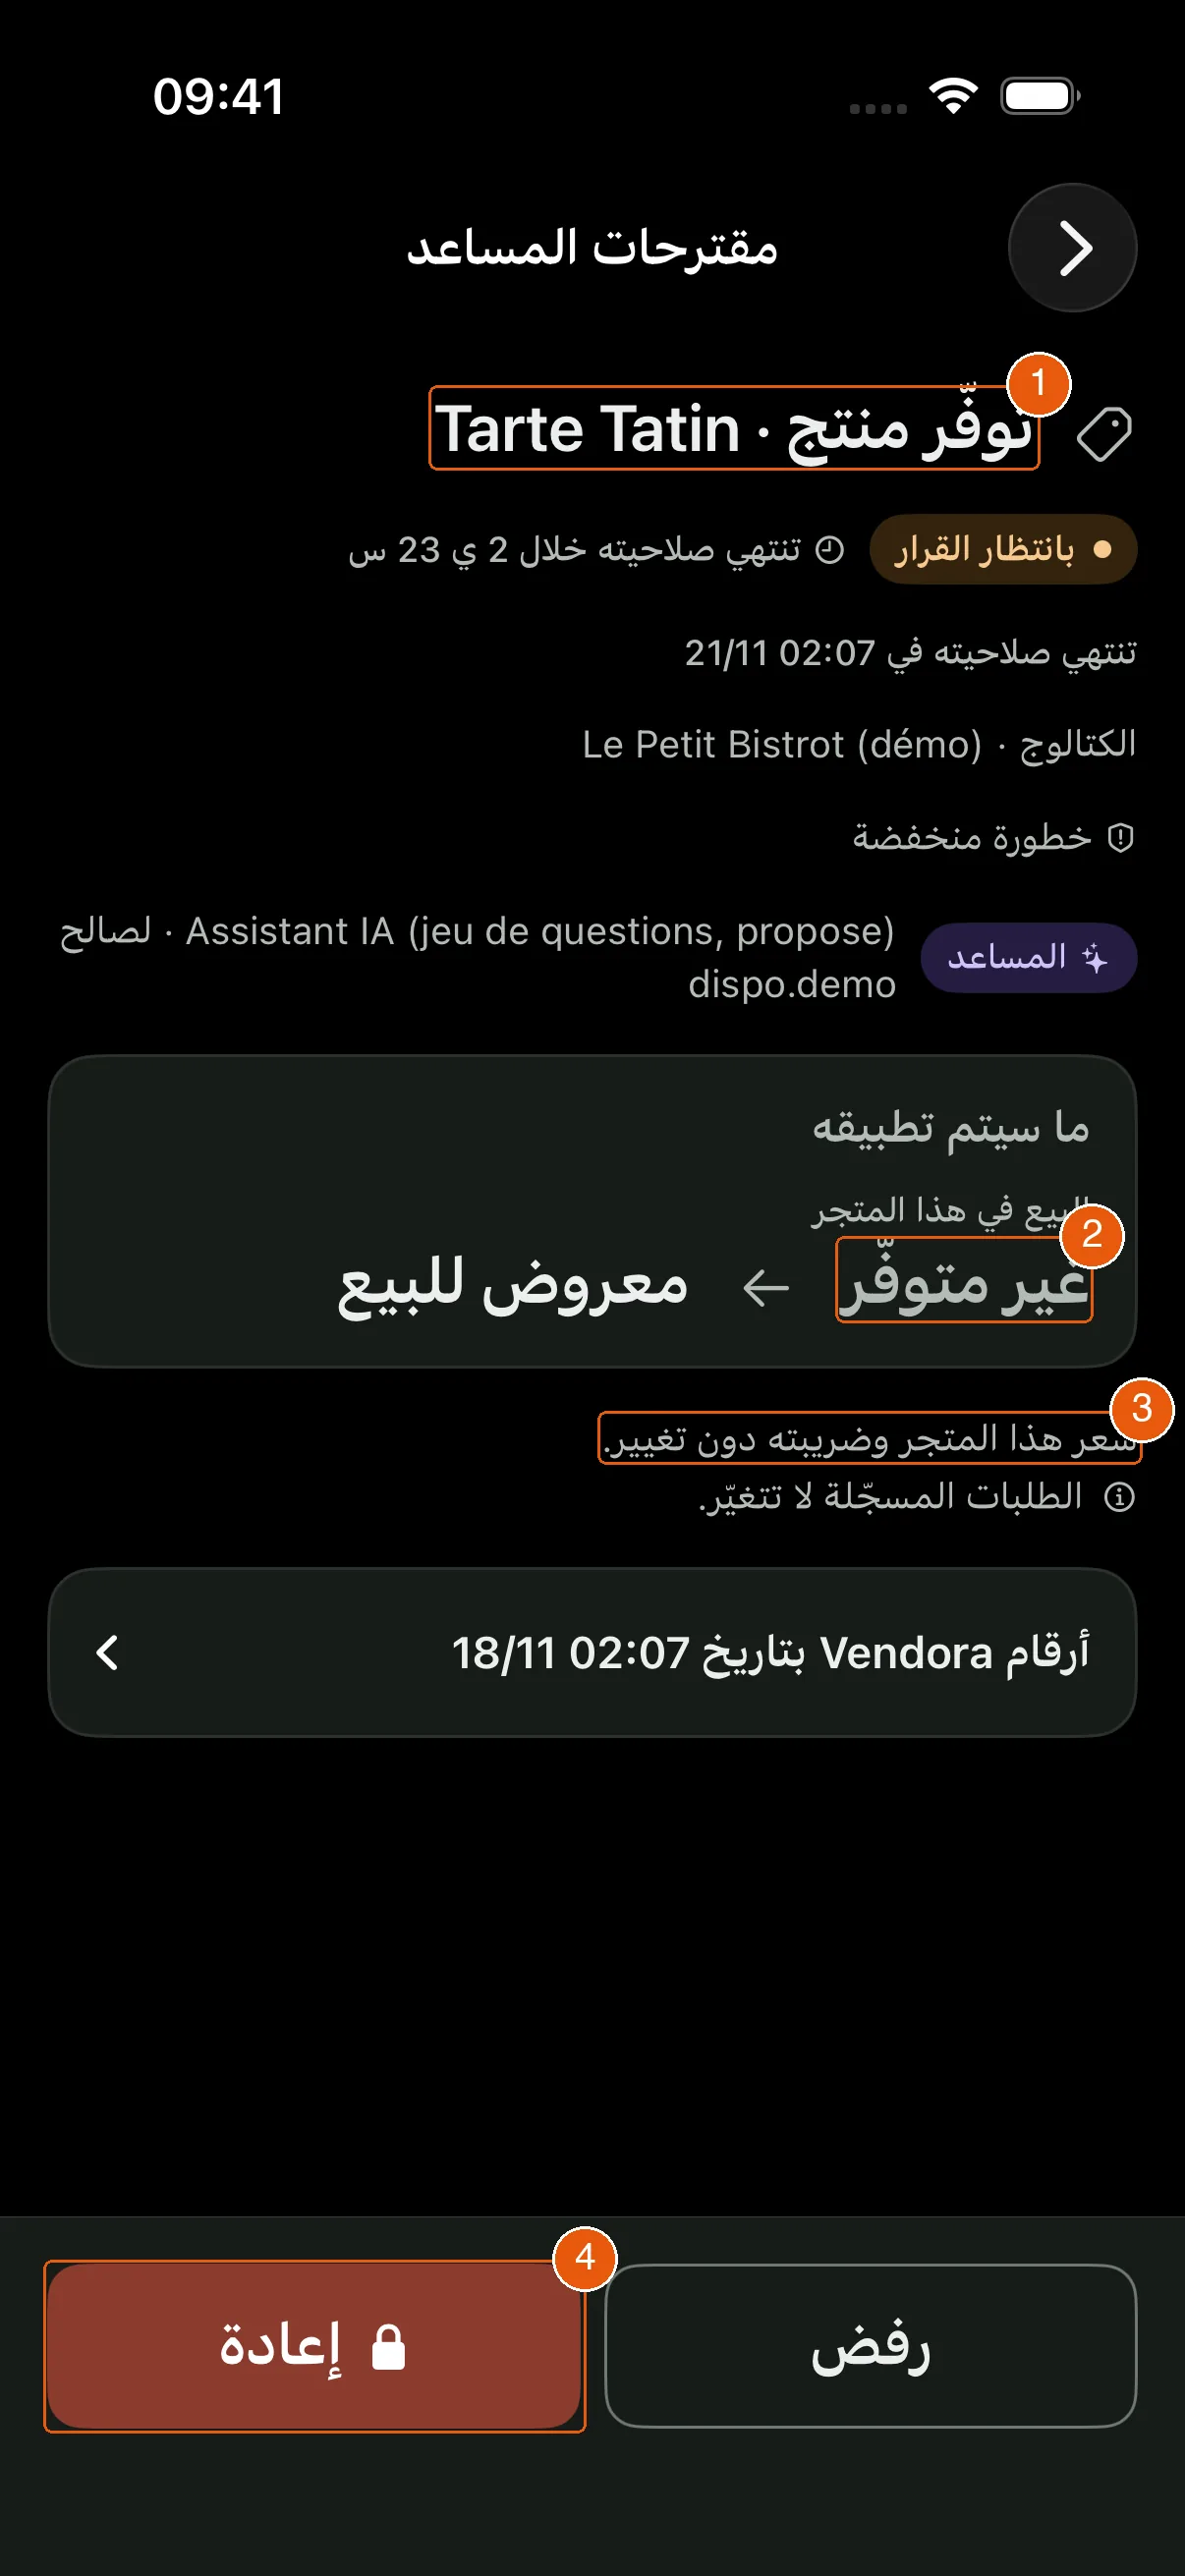 09:41
مقترحات المساعد
1
توفّر منتج · Tarte Tatin
بانتظار القرار
تنتهي صلاحيته خلال 2 ي 23 س
تنتهي صلاحيته في 21/11 02:07
الكتالوج · Le Petit Bistrot (démo)
خطورة منخفضة
المساعد
Assistant IA (jeu de questions, propose) · لصالح
dispo.demo
ما سيتم تطبيقه
البيع في هذا المتجر
2
غير متوفّر ← معروض للبيع
3
سعر هذا المتجر وضريبته دون تغيير.
الطلبات المسجّلة لا تتغيّر.
أرقام Vendora بتاريخ 18/11 02:07
4
رفض
إعادة